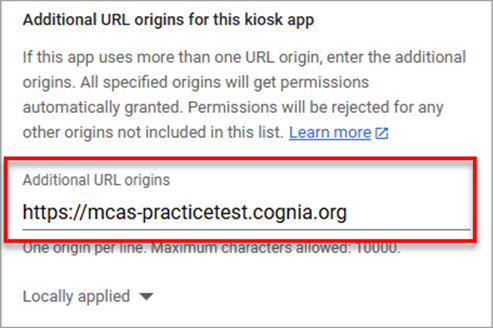 Additional URL origins for this kiosk app
If this app uses more than one URL origin, enter the additional
origins. All specified origins will get permissions
automatically granted. Permissions will be rejected for any
other origins not included in this list. Learn more
Additional URL origins
https://mcas-practicetest.cognia.org
One origin per line. Maximum characters allowed: 10000.
Locally applied